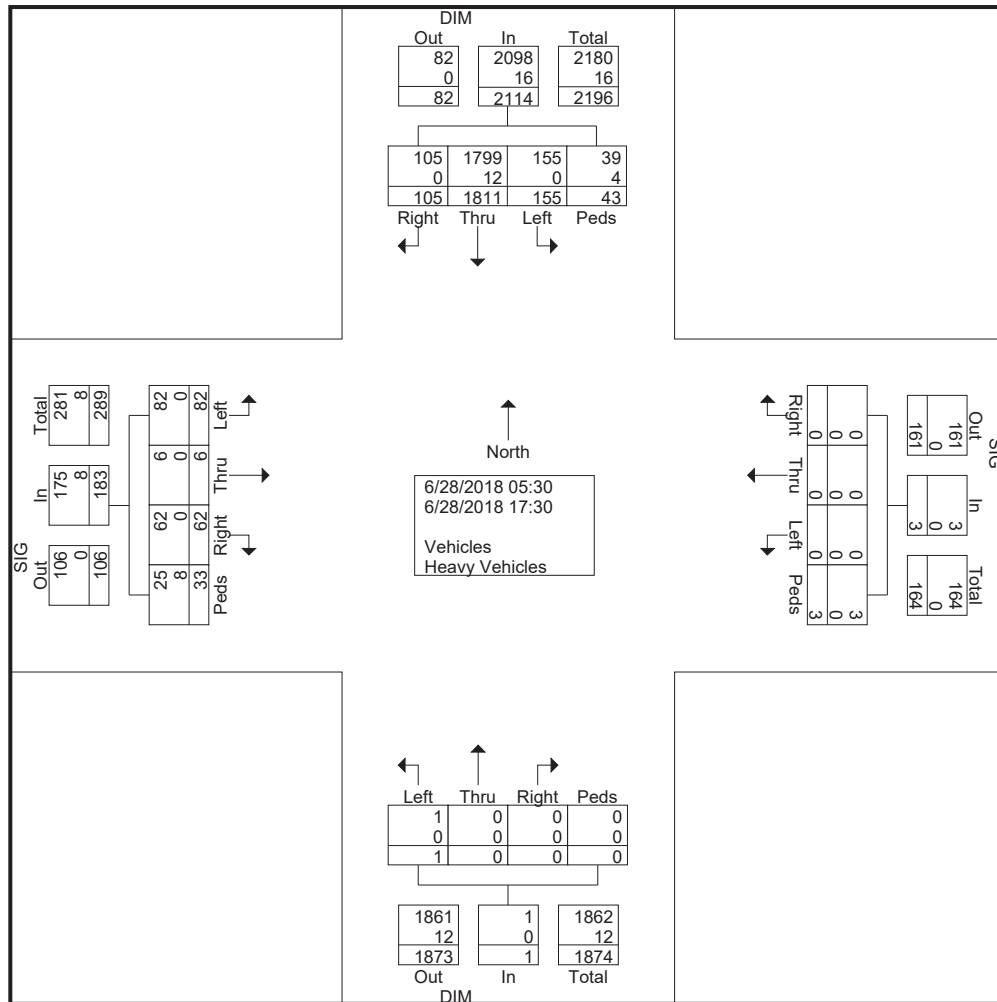 DIM
Out In Total
82 2098 2180
0 16 16
82 2114 2196
105 1799 155 39
0 12 0 4
105 1811 155 43
Right Thru Left Peds
Total
281 8 289
In
175 8 183
Out
106 0 106
SIG
82 0 82
Left
6 0 6
Thru
62 0 62
Right
25 8 33
Peds
North
6/28/2018 05:30
6/28/2018 17:30
Vehicles
Heavy Vehicles
Right
0 0 0
Thru
0 0 0
Left
0 0 0
Peds
3 0 3
Out
161 0 161
SIG
In
3 0 3
Total
164 0 164
Left Thru Right Peds
1 0 0 0
0 0 0 0
1 0 0 0
1861 1 1862
12 0 12
1873 1 1874
Out In Total
DIM